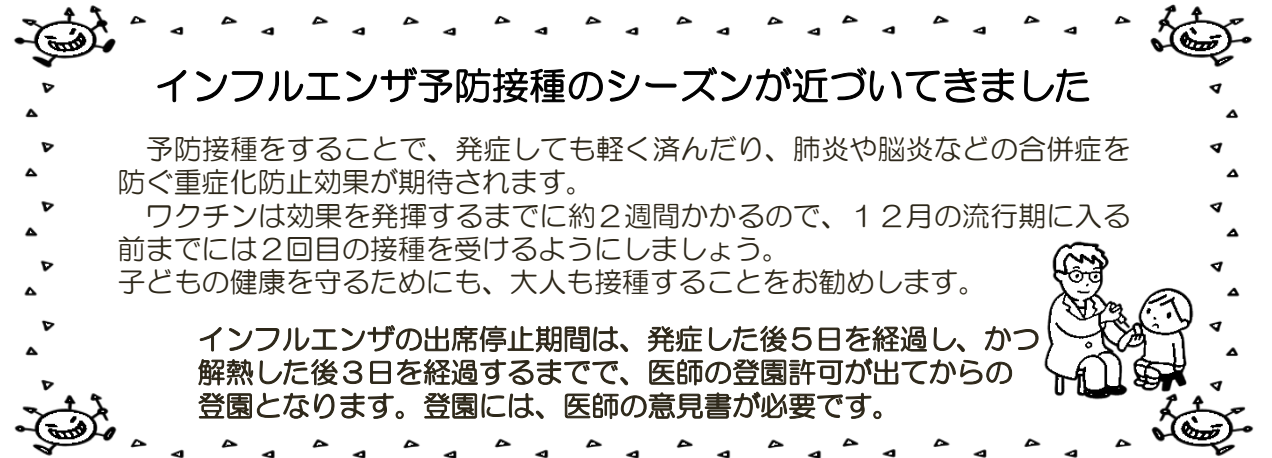 インフルエンザ予防接種のシーズンが近づいてきました
　予防接種をすることで、発症しても軽く済んだり、肺炎や脳炎などの合併症を
防ぐ重症化防止効果が期待されます。
　ワクチンは効果を発揮するまでに約２週間かかるので、１２月の流行期に入る
前までには２回目の接種を受けるようにしましょう。
子どもの健康を守るためにも、大人も接種することをお勧めします。
インフルエンザの出席停止期間は、発症した後５日を経過し、かつ
解熱した後３日を経過するまでで、医師の登園許可が出てからの
登園となります。登園には、医師の意見書が必要です。